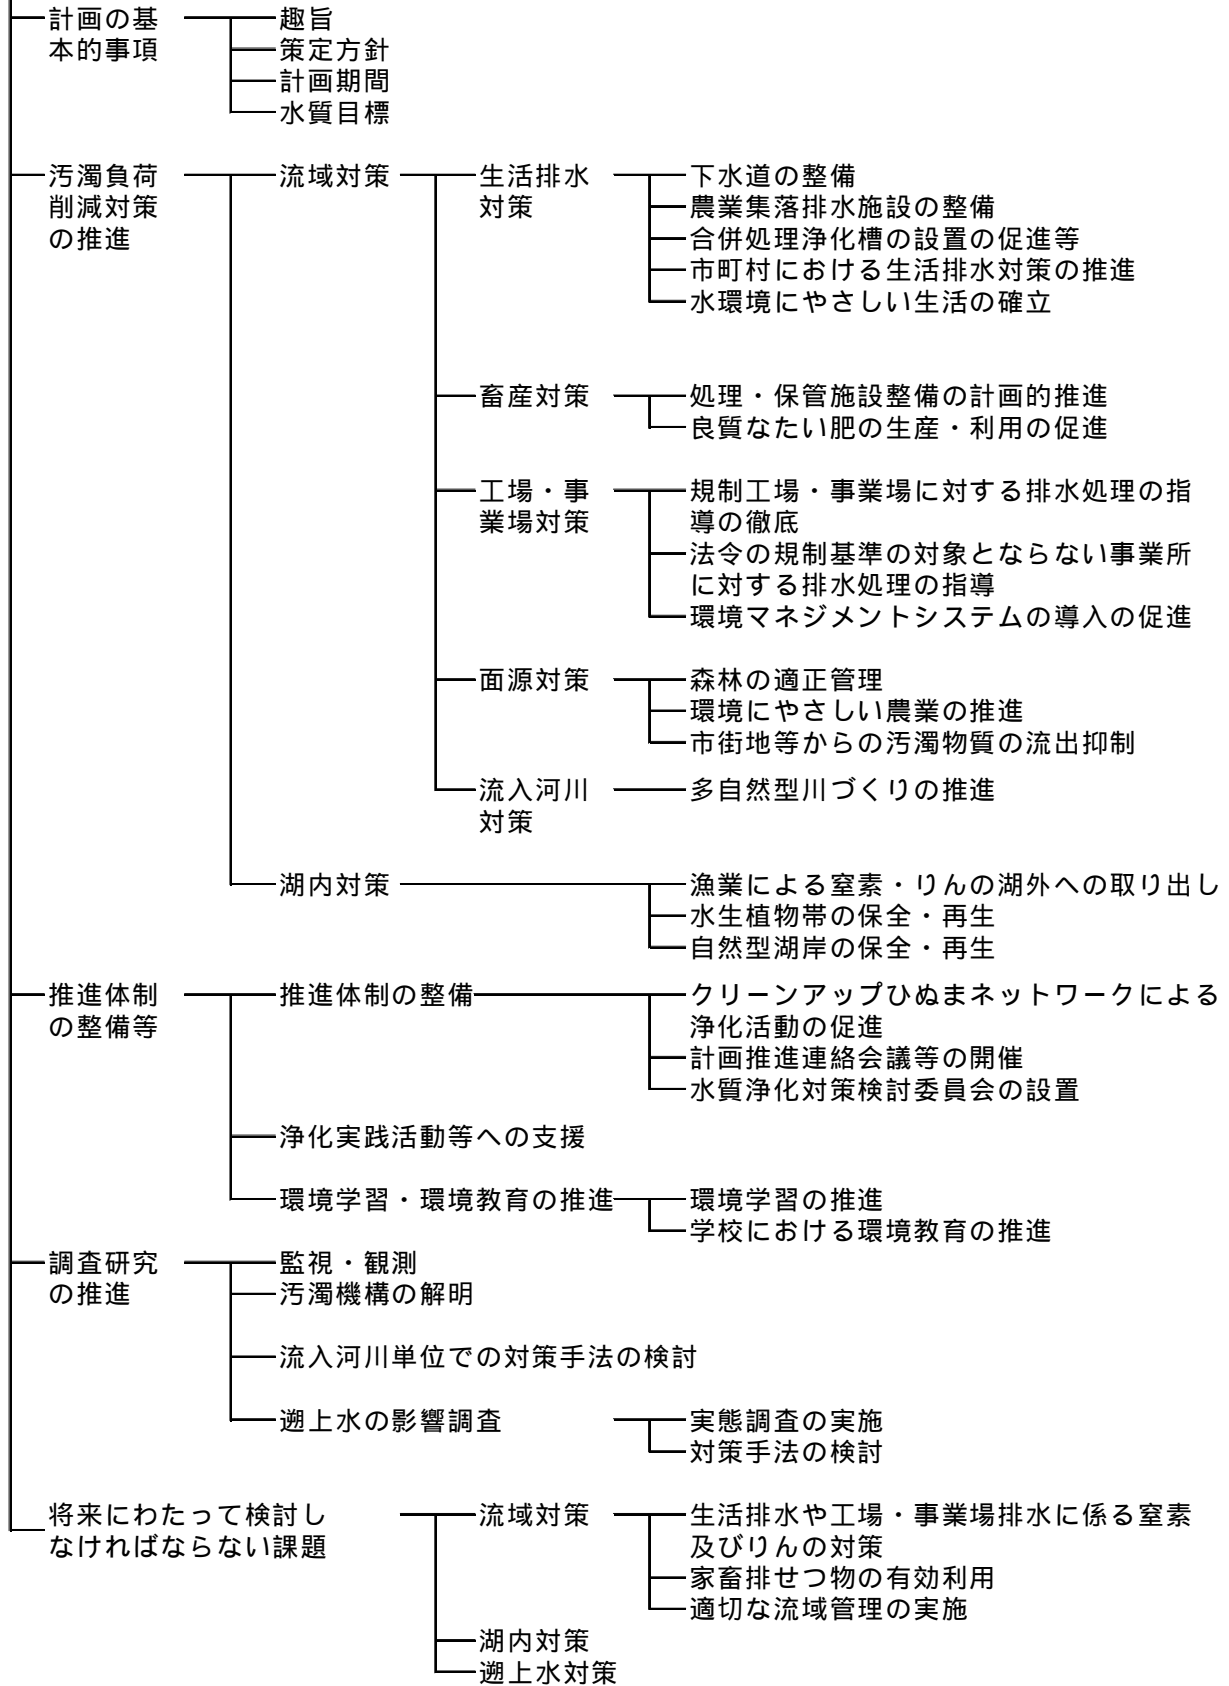 計画の基
本的事項
趣旨
策定方針
計画期間
水質目標
汚濁負荷
削減対策
の推進
流域対策
生活排水
対策
下水道の整備
農業集落排水施設の整備
合併処理浄化槽の設置の促進等
市町村における生活排水対策の推進
水環境にやさしい生活の確立
畜産対策
処理・保管施設整備の計画的推進
良質なたい肥の生産・利用の促進
工場・事
業場対策
規制工場・事業場に対する排水処理の指
導の徹底
法令の規制基準の対象とならない事業所
に対する排水処理の指導
環境マネジメントシステムの導入の促進
面源対策
森林の適正管理
環境にやさしい農業の推進
市街地等からの汚濁物質の流出抑制
流入河川
対策
多自然型川づくりの推進
湖内対策
漁業による窒素・りんの湖外への取り出し
水生植物帯の保全・再生
自然型湖岸の保全・再生
推進体制
の整備等
推進体制の整備
クリーンアップひぬまネットワークによる
浄化活動の促進
計画推進連絡会議等の開催
水質浄化対策検討委員会の設置
浄化実践活動等への支援
環境学習・環境教育の推進
環境学習の推進
学校における環境教育の推進
調査研究
の推進
監視・観測
汚濁機構の解明
流入河川単位での対策手法の検討
遡上水の影響調査
実態調査の実施
対策手法の検討
将来にわたって検討し
なければならない課題
流域対策
生活排水や工場・事業場排水に係る窒素
及びりんの対策
家畜排せつ物の有効利用
適切な流域管理の実施
湖内対策
遡上水対策